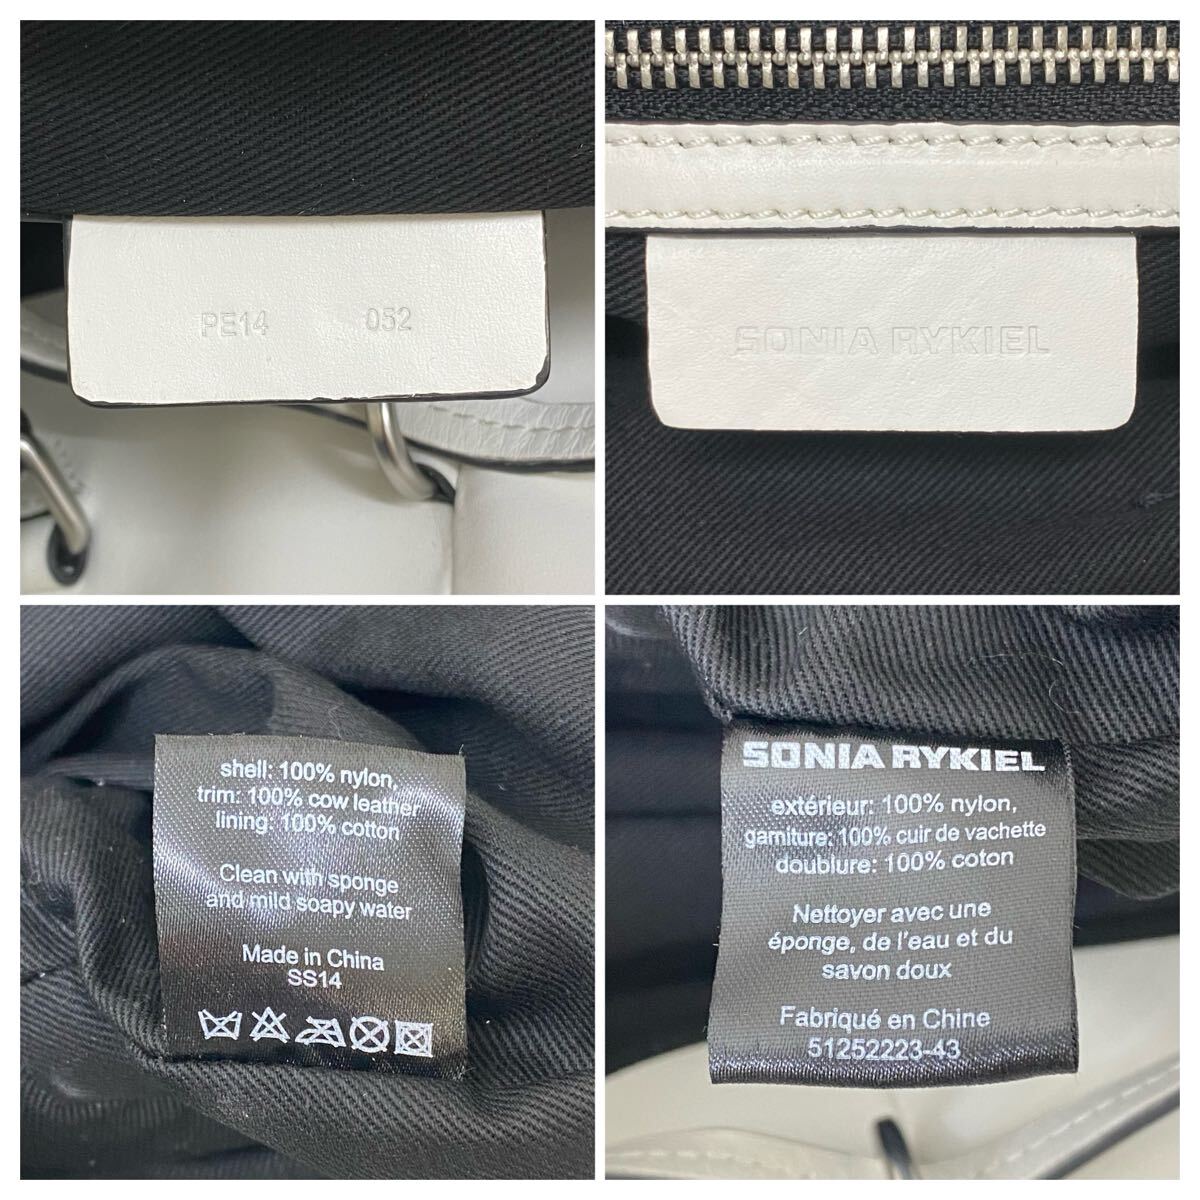 PE14 052
SONIA RYKIEL
shell: 100% nylon,
trim: 100% cow leather
lining: 100% cotton
Clean with sponge
and mild soapy water
Made in China
SS14
SONIA RYKIEL
extérieur: 100% nylon,
garniture: 100% cuir de vachette
doublure: 100% coton
Nettoyer avec une
éponge, de l'eau et du
savon doux
Fabriqué en Chine
51252223-43